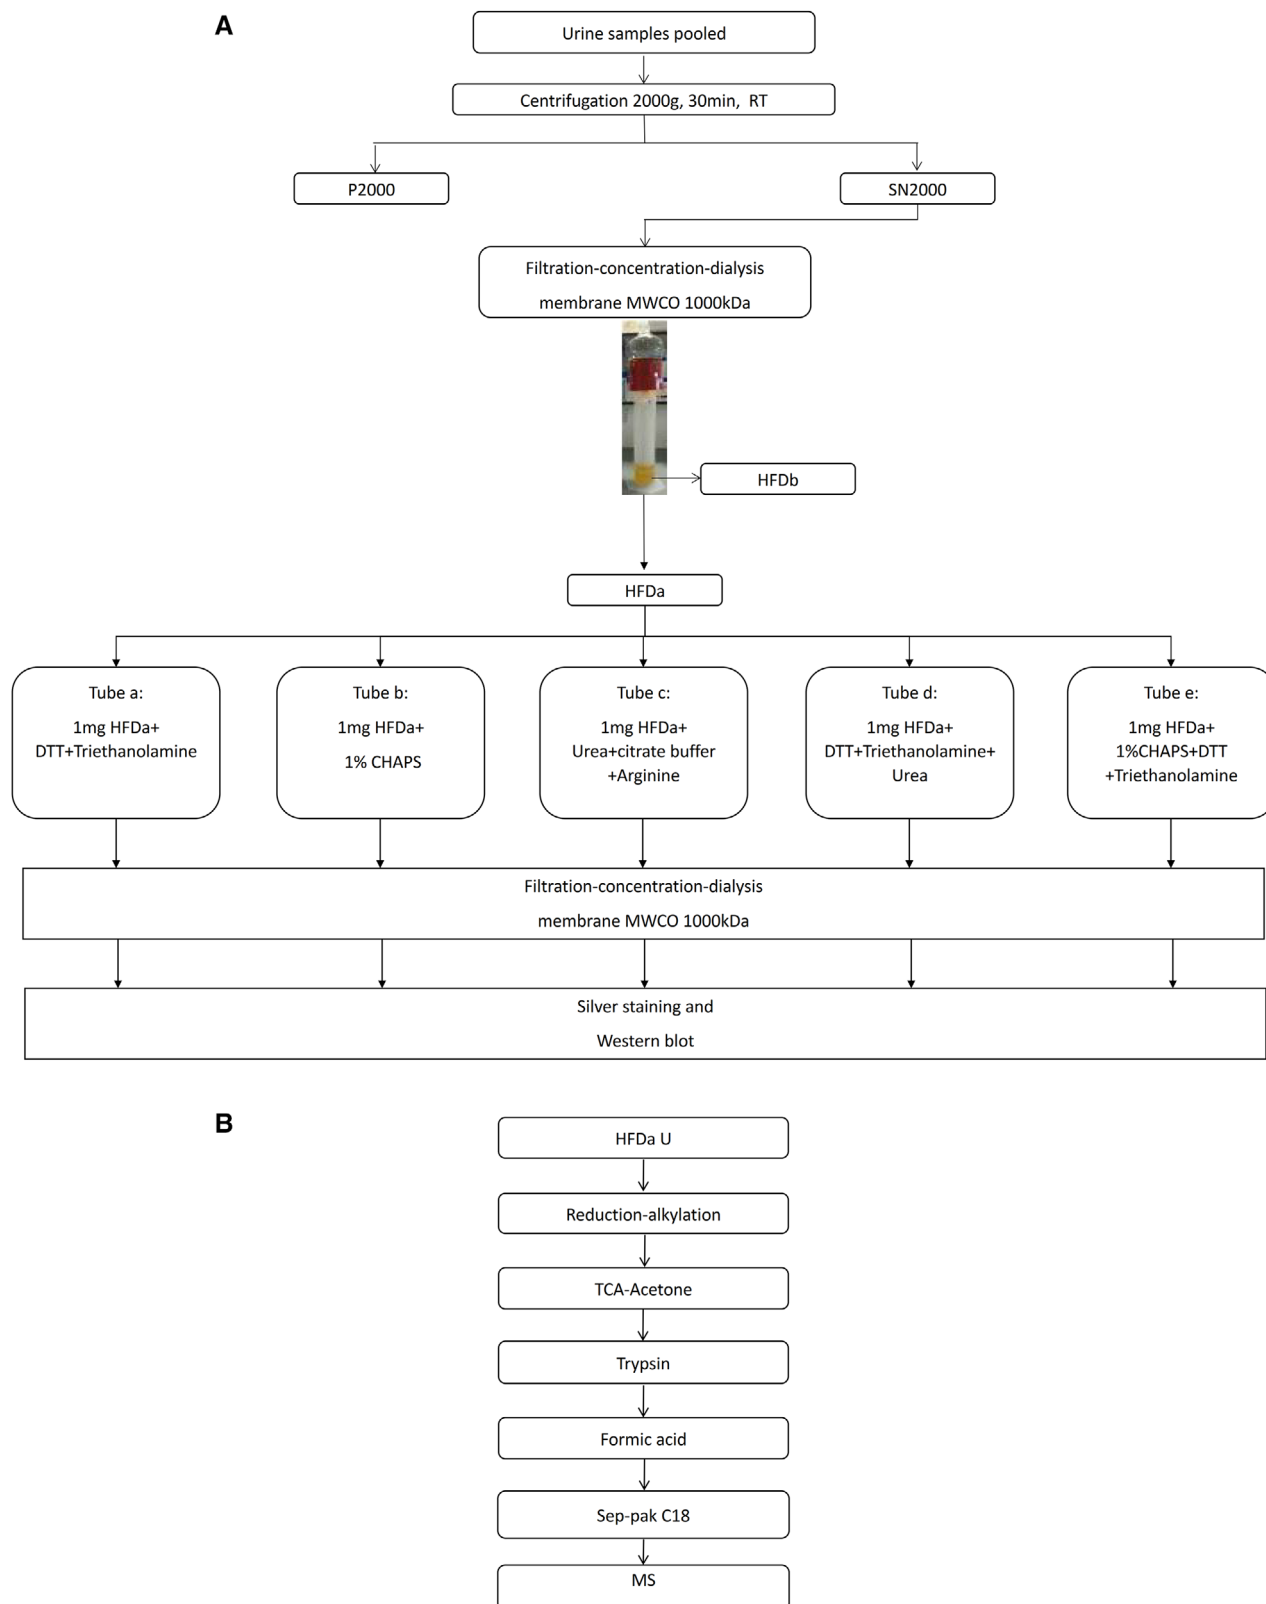 A
Urine samples pooled
Centrifugation 2000g, 30min, RT
P2000
SN2000
Filtration-concentration-dialysis
membrane MWCO 1000kDa
HFDb
HFDa
Tube a:
1mg HFDa+
DTT+Triethanolamine
Tube b:
1mg HFDa+
1% CHAPS
Tube c:
1mg HFDa+
Urea+citrate buffer
+Arginine
Tube d:
1mg HFDa+
DTT+Triethanolamine+
Urea
Tube e:
1mg HFDa+
1%CHAPS+DTT
+Triethanolamine
Filtration-concentration-dialysis
membrane MWCO 1000kDa
Silver staining and
Western blot
B
HFDa U
Reduction-alkylation
TCA-Acetone
Trypsin
Formic acid
Sep-pak C18
MS